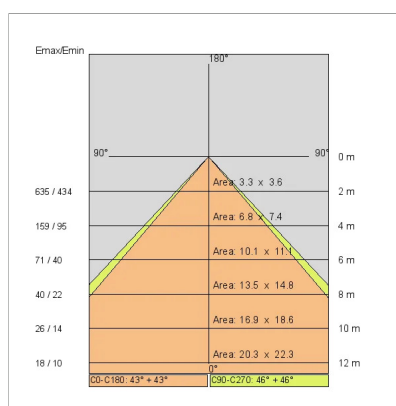 Emax/Emin
180°
90° 90°
0 m
Area: 3.3 x 3.6
635 / 434 2 m
Area: 6.8 x 7.4
159 / 95 4 m
Area: 10.1 x 11.1
71 / 40 6 m
Area: 13.5 x 14.8
40 / 22 8 m
Area: 16.9 x 18.6
26 / 14 10 m
Area: 20.3 x 22.3
18 / 10 12 m
0°
C0-C180: 43° + 43° C90-C270: 46° + 46°